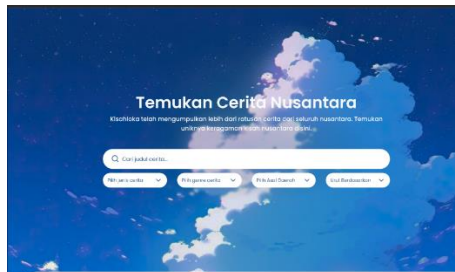 Temukan Cerita Nusantara
Kisahloka telah mengumpulkan lebih dari ratusan cerita dari seluruh nusantara. Temukan
uniknya keragaman kisah nusantara disini.
Cari judul cerita..
Pilih jenis cerita
Pilih genre cerita
Pilih Asal Daerah
Urut Berdasarkan